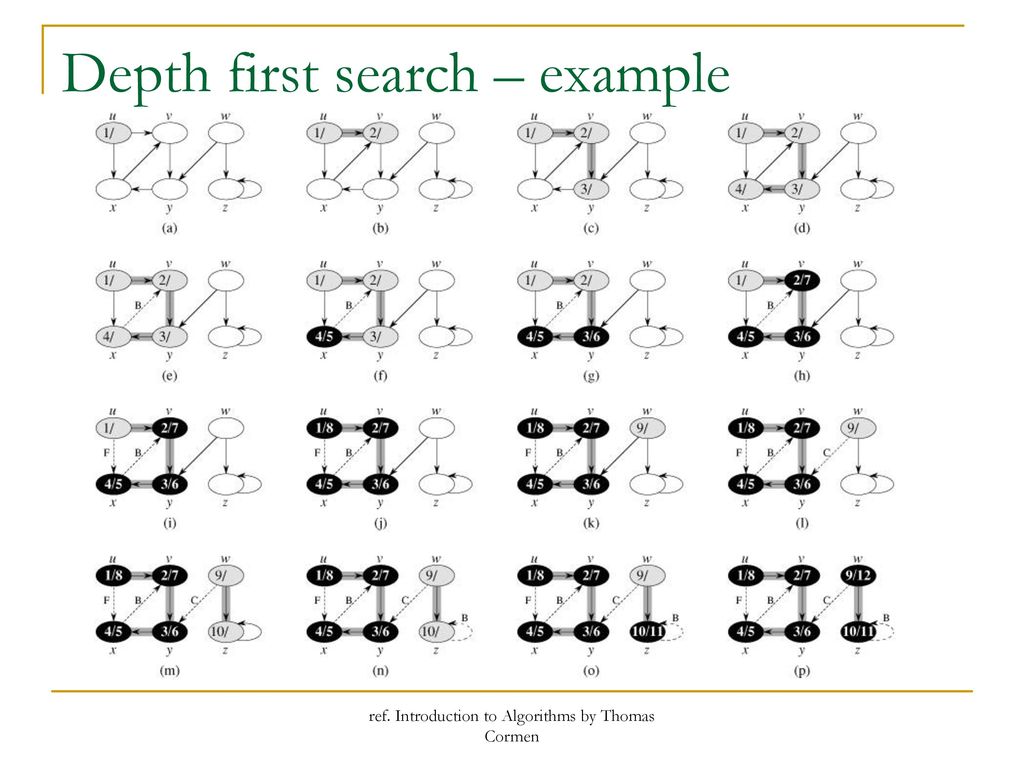 Depth first search – example
u v w u v w u v w u v w
1/ 1/ 2/ 1/ 2/ 1/ 2/
3/ 4/ 3/
x y z x y z x y z x y z
(a) (b) (c) (d)
u v w u v w u v w u v w
1/ 2/ 1/ 2/ 1/ 2/ 1/ 2/7
B B B B
4/ 3/ 4/5 3/ 4/5 3/6 4/5 3/6
x y z x y z x y z x y z
(e) (f) (g) (h)
u v w u v w u v w u v w
1/ 2/7 1/8 2/7 1/8 2/7 9/ 1/8 2/7 9/
F B F B F B F B C
4/5 3/6 4/5 3/6 4/5 3/6 4/5 3/6
x y z x y z x y z x y z
(i) (j) (k) (l)
u v w u v w u v w u v w
1/8 2/7 9/ 1/8 2/7 9/ 1/8 2/7 9/ 1/8 2/7 9/12
F B C F B C F B C F B C
B B B
4/5 3/6 10/ 4/5 3/6 10/ 4/5 3/6 10/11 4/5 3/6 10/11
x y z x y z x y z x y z
(m) (n) (o) (p)
ref. Introduction to Algorithms by Thomas
Cormen